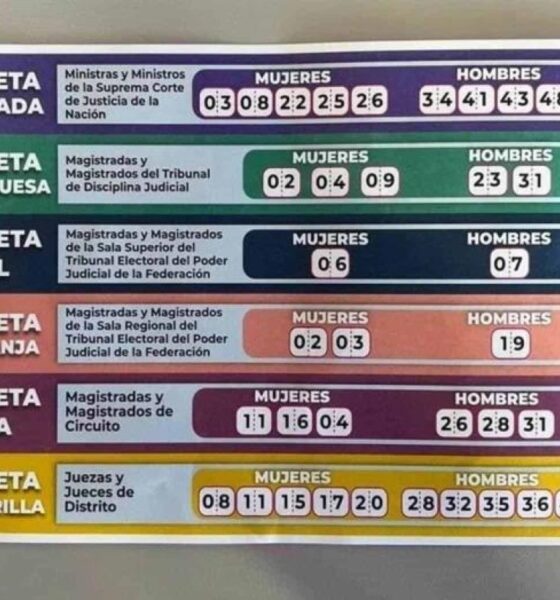 ETA
ADA
Ministras y Ministros
de la Suprema Corte
de Justicia de la
Nación
MUJERES
03 08 22 25 26
HOMBRES
34 41 43 48
ETA
UESA
Magistradas y
Magistrados del Tribunal
de Disciplina Judicial
MUJERES
02 04 09
HOMBRES
23 31
ETA
L
Magistradas y Magistrados
de la Sala Superior del
Tribunal Electoral del Poder
Judicial de la Federación
MUJERES
06
HOMBRES
07
ETA
NJA
Magistradas y Magistrados
de la Sala Regional del
Tribunal Electoral del Poder
Judicial de la Federación
MUJERES
02 03
HOMBRES
19
ETA
A
Magistradas y
Magistrados de
Circuito
MUJERES
11 16 04
HOMBRES
26 28 31
ETA
RILLA
Juezas y
Jueces de
Distrito
MUJERES
08 11 15 17 20
HOMBRES
28 32 35 36